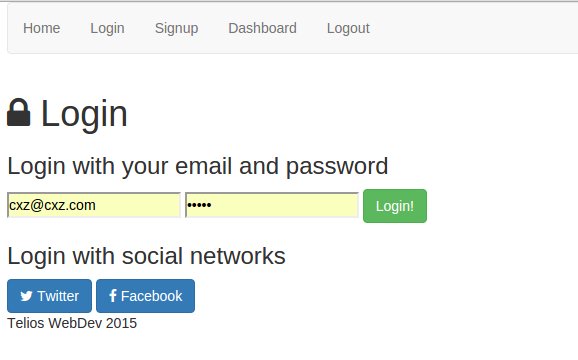 Home Login Signup Dashboard Logout
Login
Login with your email and password
cxz@cxz.com ••••• Login!
Login with social networks
Twitter Facebook
Telios WebDev 2015